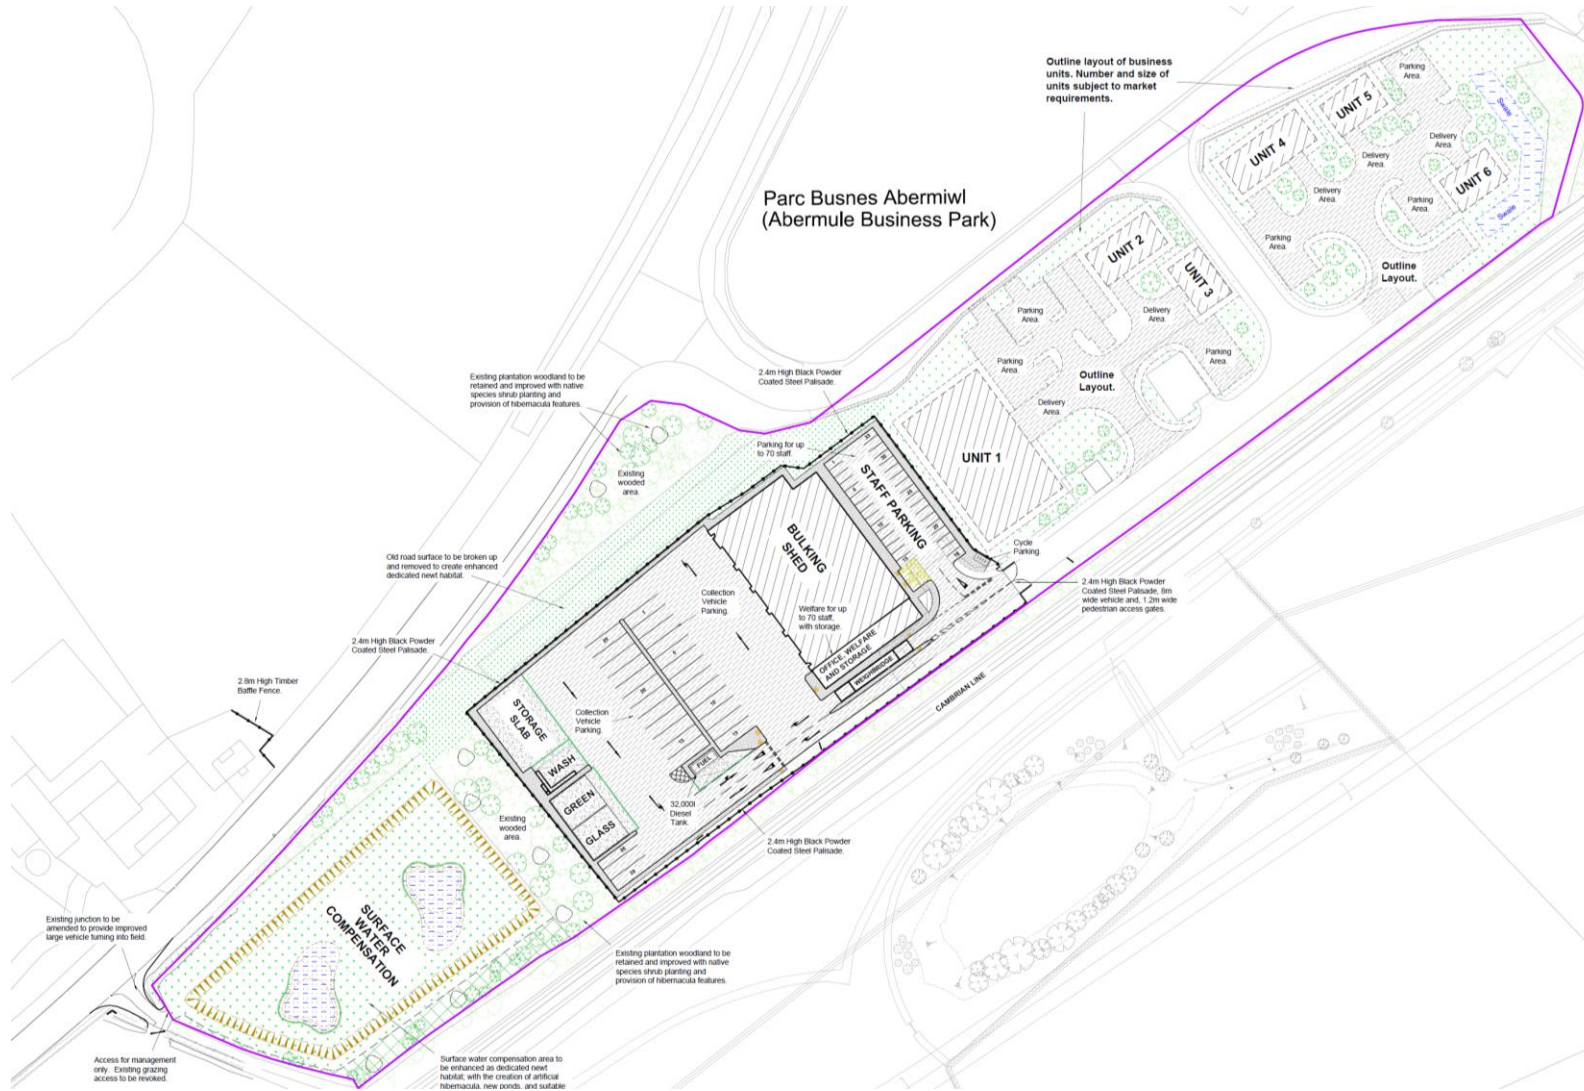 Outline layout of business
units. Number and size of
units subject to market
requirements.
Parking
Area.
UNIT 5
Swale
UNIT 4
Delivery
Area.
Delivery
Area.
UNIT 6
Delivery
Area.
Parking
Area.
Swale
Parking
Area.
Outline
Layout.
Parc Busnes Abermiwl
(Abermule Business Park)
UNIT 2
UNIT 3
Parking
Area.
Delivery
Area.
Parking
Area.
Parking
Area.
Outline
Layout.
Delivery
Area.
UNIT 1
Existing plantation woodland to be
retained and improved with native
species shrub planting and
provision of hibernacula features.
2.4m High Black Powder
Coated Steel Palisade.
Parking for up
to 70 staff.
Existing
wooded
area.
STAFF PARKING
BULKING
SHED
Cycle
Parking.
Old road surface to be broken up
and removed to create enhanced
dedicated newt habitat.
2.4m High Black Powder
Coated Steel Palisade, 8m
wide vehicle and, 1.2m wide
pedestrian access gates.
Collection
Vehicle
Parking.
Welfare for up
to 70 staff,
with storage.
OFFICE, WELFARE
AND STORAGE
WEIGHBRIDGE
CAMBRIAN LINE
2.4m High Black Powder
Coated Steel Palisade.
2.8m High Timber
Baffle Fence.
STORAGE
SLAB
Collection
Vehicle
Parking.
WASH
FUEL
GREEN
GLASS
32,000l
Diesel
Tank.
Existing
wooded
area.
2.4m High Black Powder
Coated Steel Palisade.
SURFACE
WATER
COMPENSATION
Existing junction to be
amended to provide improved
large vehicle turning into field.
Existing plantation woodland to be
retained and improved with native
species shrub planting and
provision of hibernacula features.
Access for management
only. Existing grazing
access to be revoked.
Surface water compensation area to
be enhanced as dedicated newt
habitat, with the creation of artificial
hibernacula, new ponds, and suitable